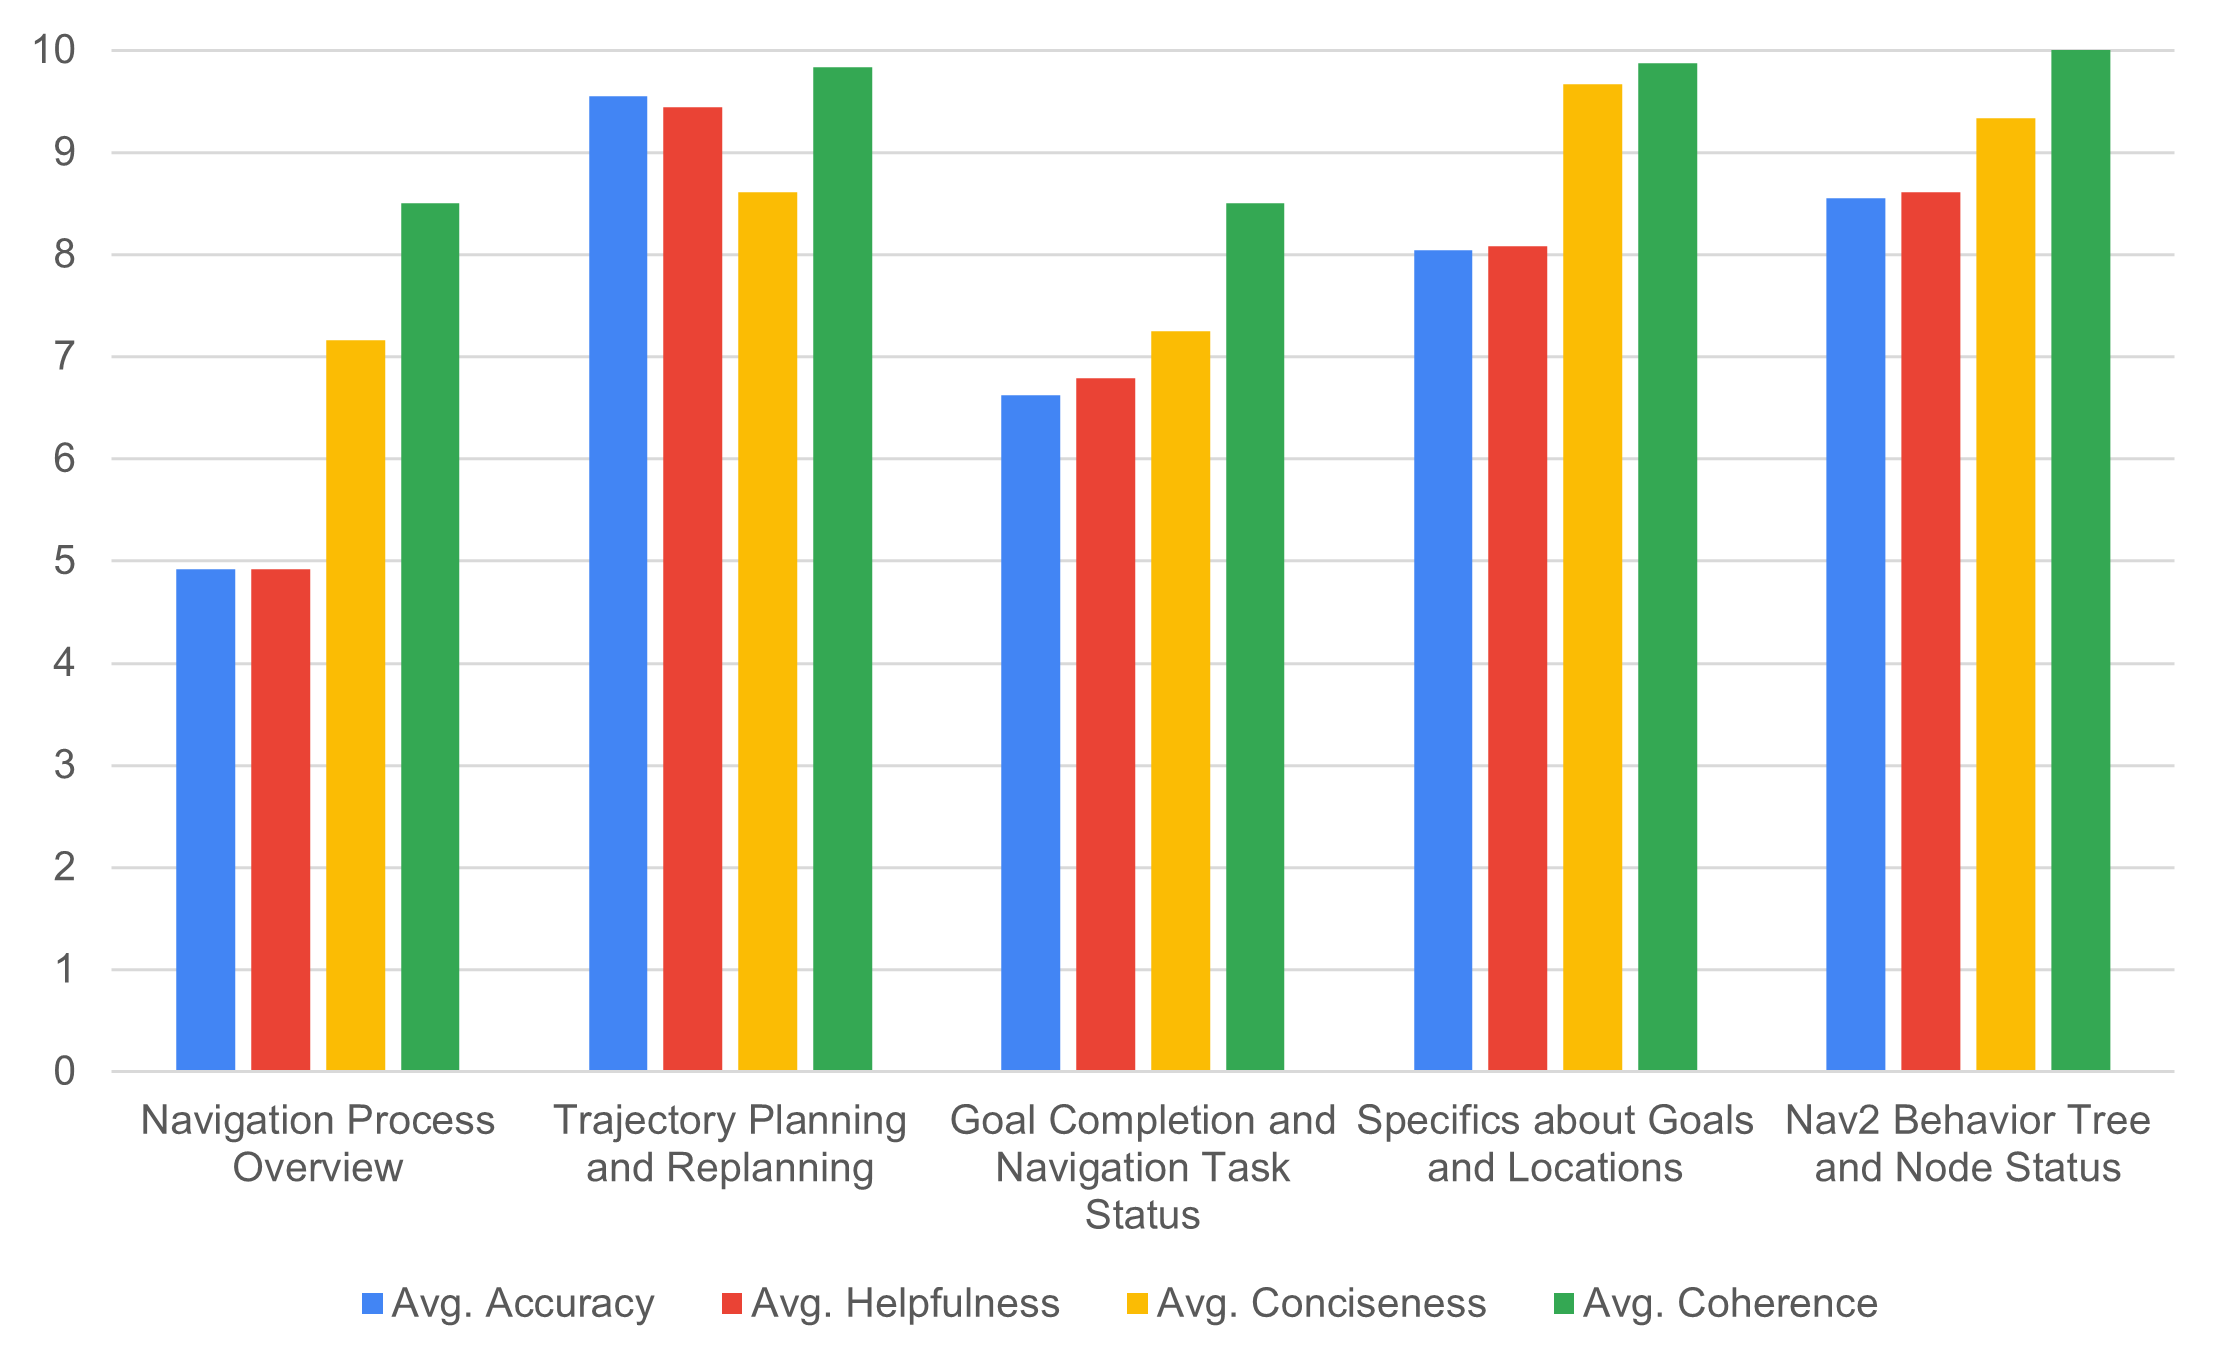 10
9
8
7
6
5
4
3
2
1
0
Navigation Process
Overview
Trajectory Planning
and Replanning
Goal Completion and
Navigation Task
Status
Specifics about Goals
and Locations
Nav2 Behavior Tree
and Node Status
Avg. Accuracy
Avg. Helpfulness
Avg. Conciseness
Avg. Coherence